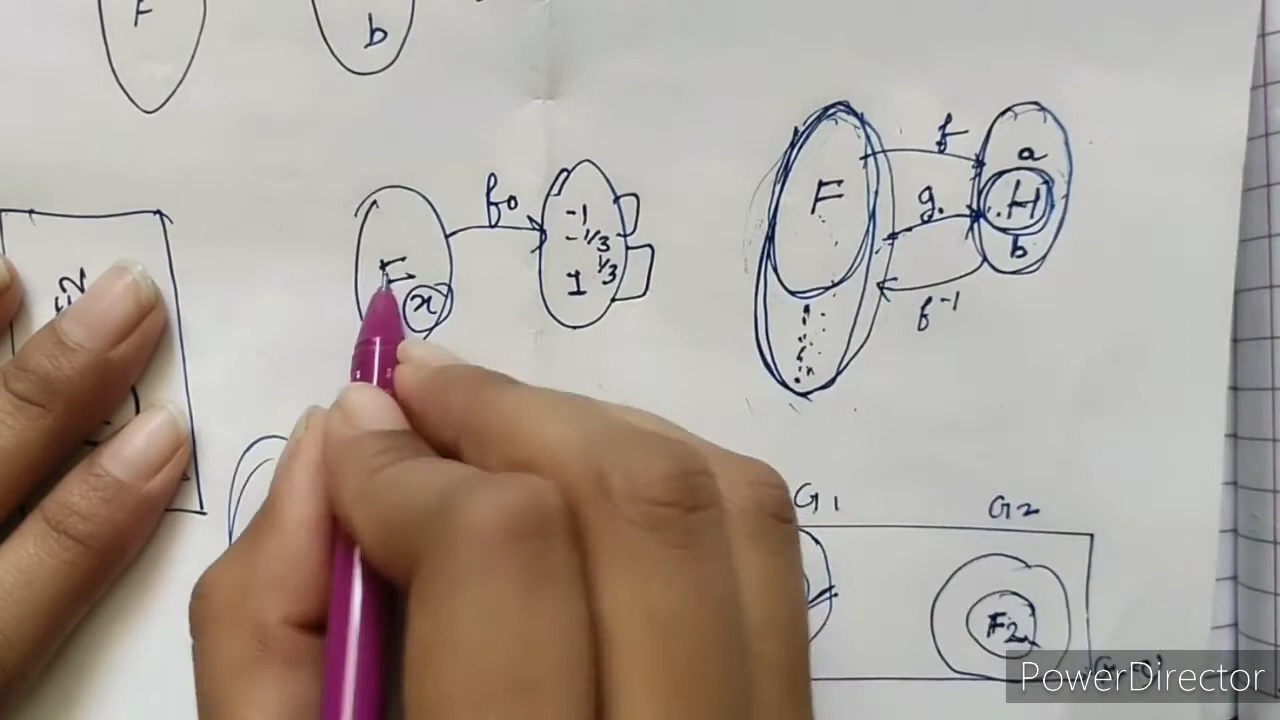 F
b
f₀
-1
-1/3
1/3
1
F
x
F
f
g.
a
H
b
f⁻¹
G1
G2
F2
PowerDirector